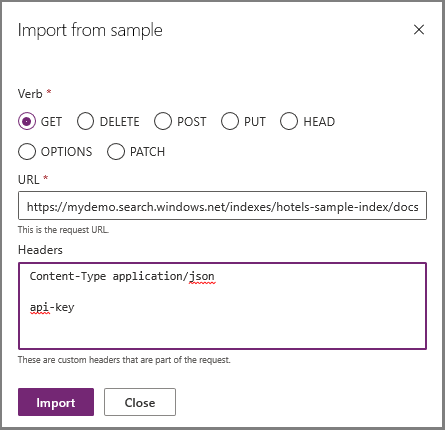 Import from sample
Verb *
GET DELETE POST PUT HEAD
OPTIONS PATCH
URL *
https://mydemo.search.windows.net/indexes/hotels-sample-index/docs
This is the request URL.
Headers
Content-Type application/json
api-key
These are custom headers that are part of the request.
Import Close